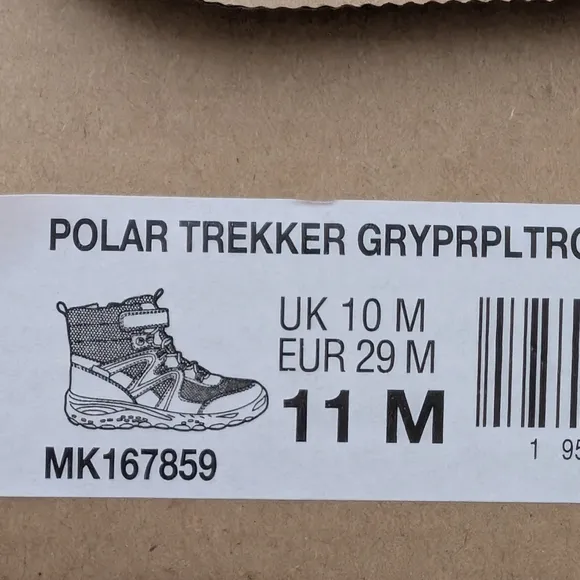 POLAR TREKKER GRYPRPLTRQ
UK 10 M
EUR 29 M
11 M
MK167859
1 95